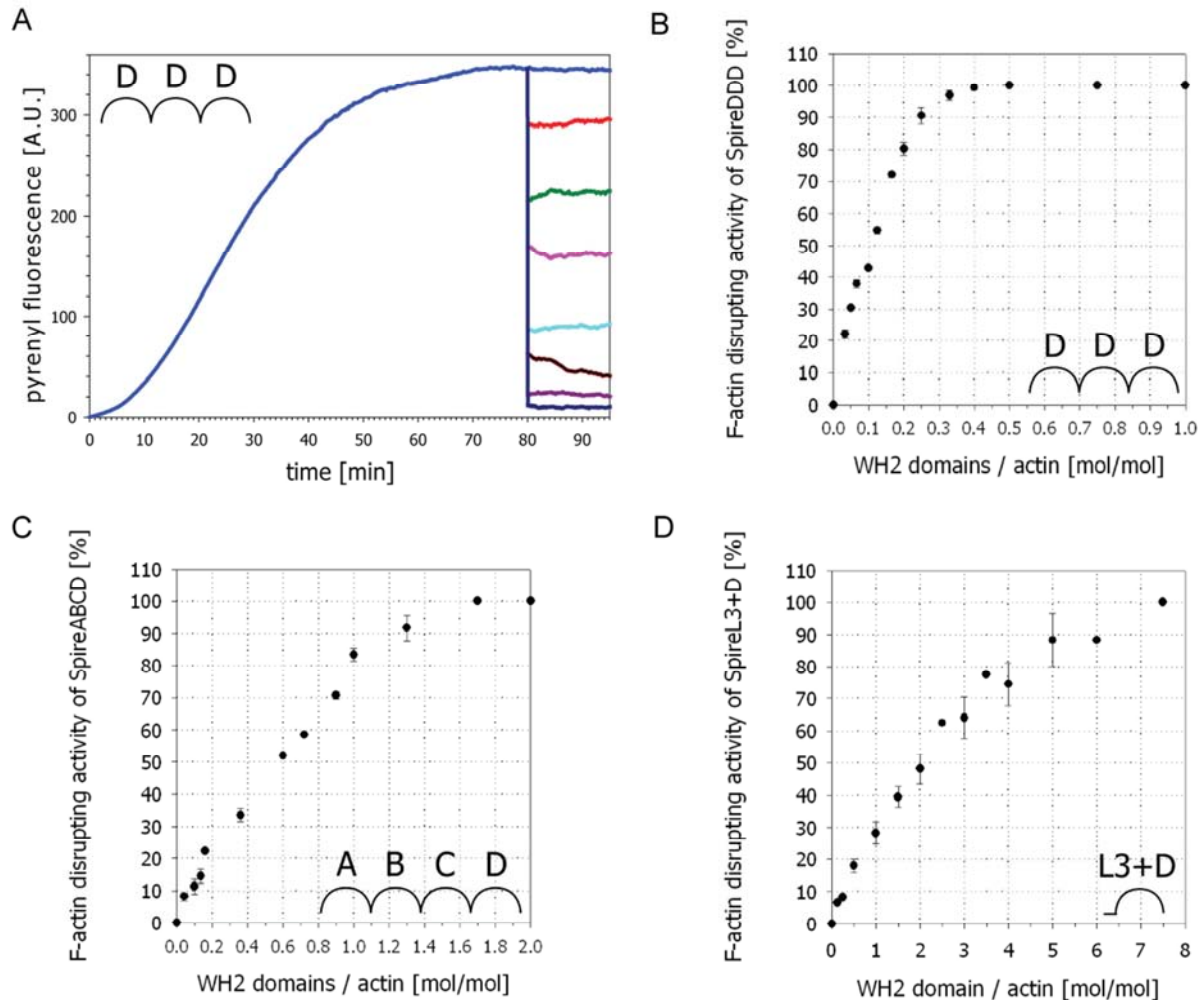 A
D D D
pyrenyl fluorescence [A.U.]
300
200
100
0
0 10 20 30 40 50 60 70 80 90
time [min]
B
F-actin disrupting activity of SpireDDD [%]
110
100
90
80
70
60
50
40
30
20
10
0
D D D
0.0 0.1 0.2 0.3 0.4 0.5 0.6 0.7 0.8 0.9 1.0
WH2 domains / actin [mol/mol]
C
F-actin disrupting activity of SpireABCD [%]
110
100
90
80
70
60
50
40
30
20
10
0
A B C D
0.0 0.2 0.4 0.6 0.8 1.0 1.2 1.4 1.6 1.8 2.0
WH2 domains / actin [mol/mol]
D
F-actin disrupting activity of SpireL3+D [%]
110
100
90
80
70
60
50
40
30
20
10
0
L3+D
0 1 2 3 4 5 6 7 8
WH2 domain / actin [mol/mol]